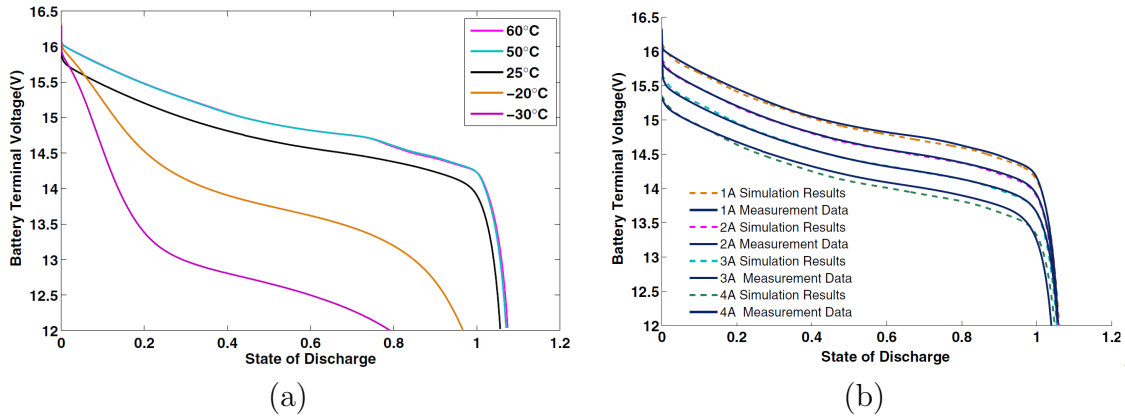 16.5
16
15.5
15
14.5
14
13.5
13
12.5
12
0
0.2
0.4
0.6
0.8
1
1.2
Battery Terminal Voltage(V)
State of Discharge
60°C
50°C
25°C
−20°C
−30°C
(a)
16.5
16
15.5
15
14.5
14
13.5
13
12.5
12
0
0.2
0.4
0.6
0.8
1
1.2
Battery Terminal Voltage(V)
State of Discharge
1A Simulation Results
1A Measurement Data
2A Simulation Results
2A Measurement Data
3A Simulation Results
3A Measurement Data
4A Simulation Results
4A Measurement Data
(b)